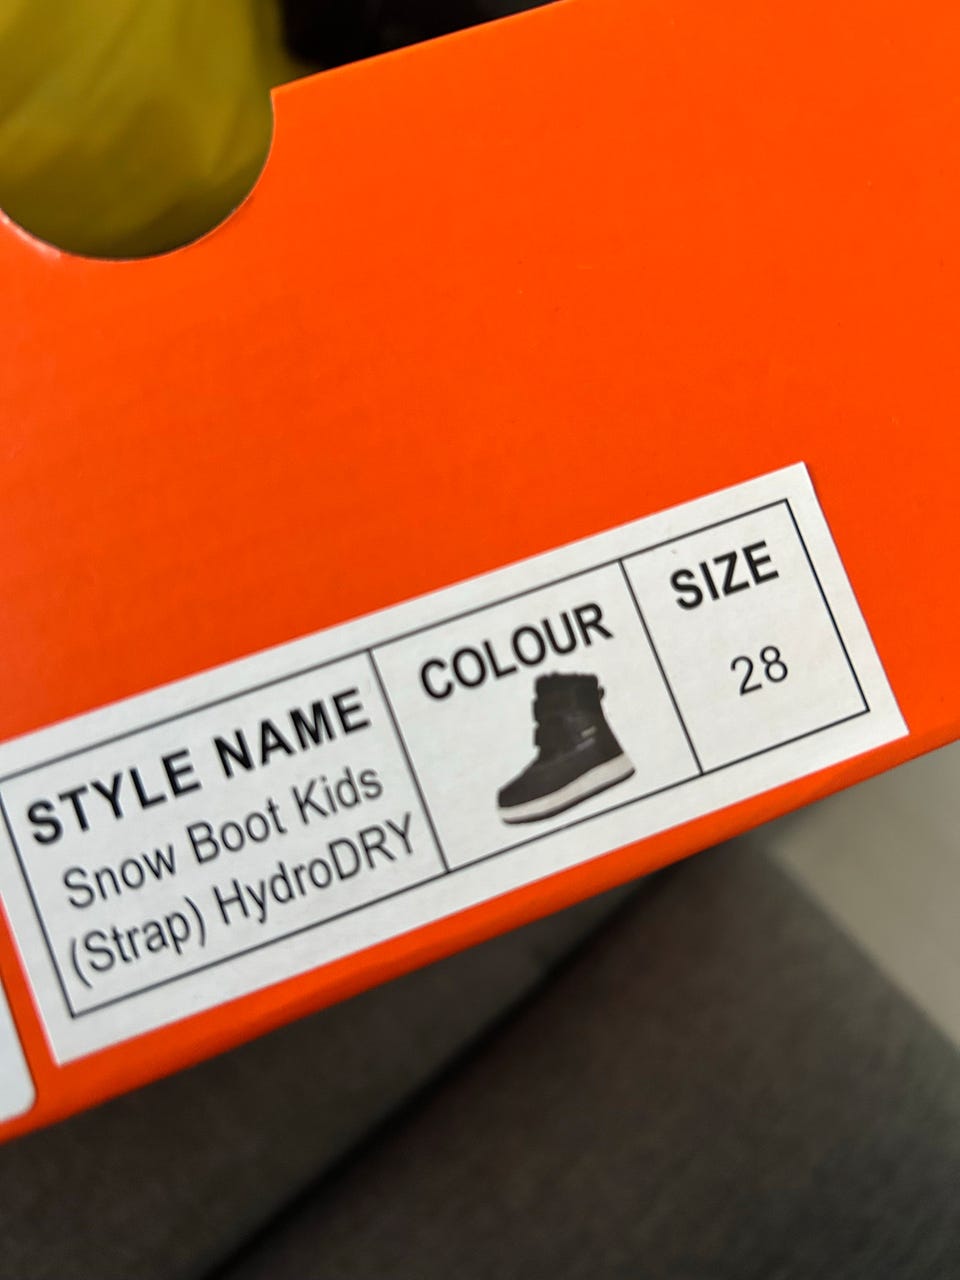 STYLE NAME
Snow Boot Kids
(Strap) HydroDRY
COLOUR
SIZE
28